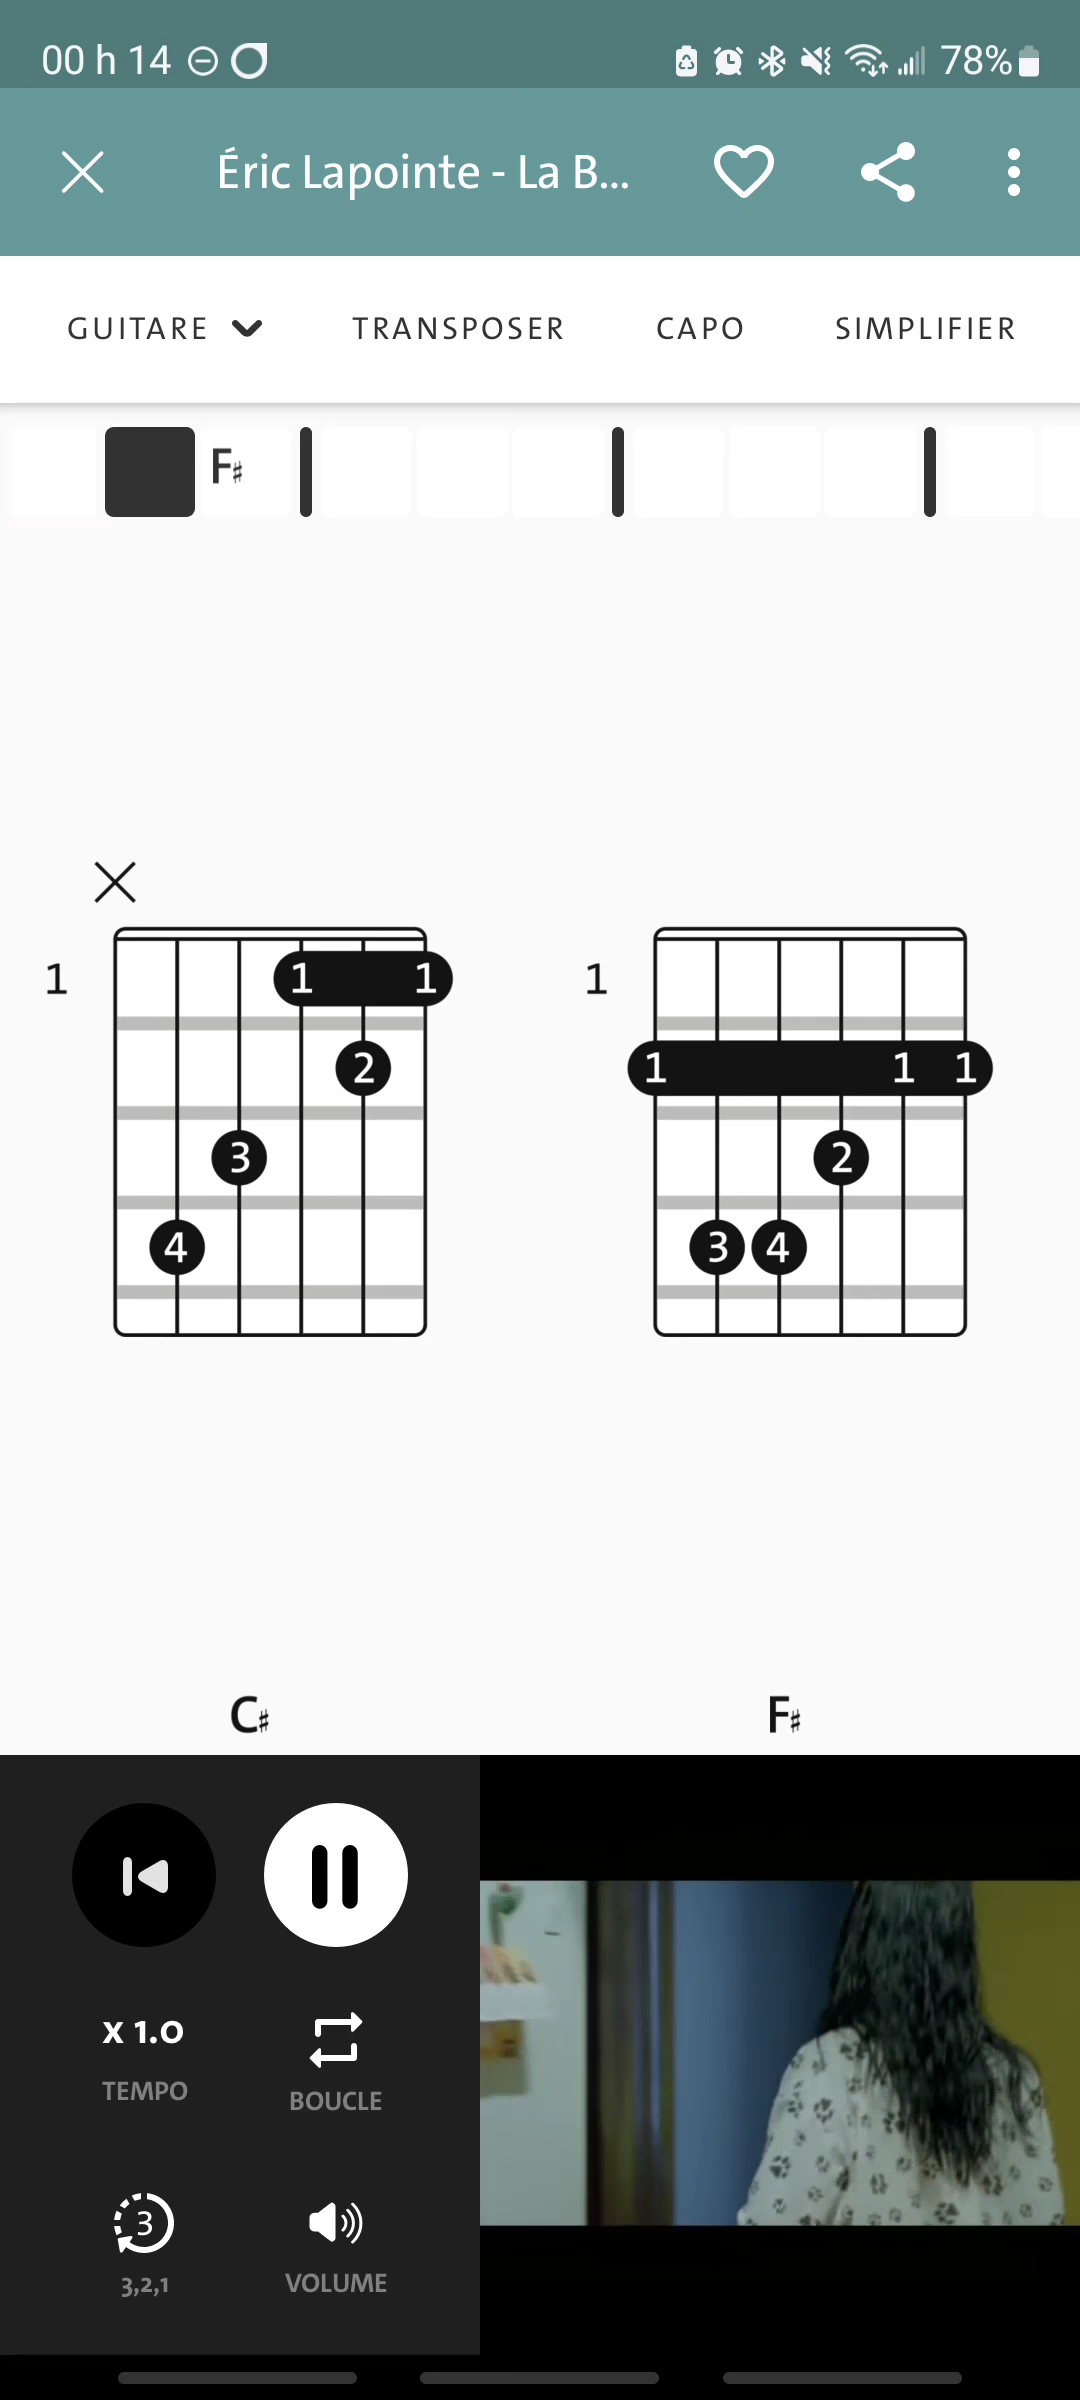 00 h 14 78%
Éric Lapointe - La B...
GUITARE TRANSPOSER CAPO SIMPLIFIER
F♯
1 1 1 1
2 1 1 1
3 2
4 3 4
C♯ F♯
x 1.0
TEMPO BOUCLE
3
3,2,1 VOLUME